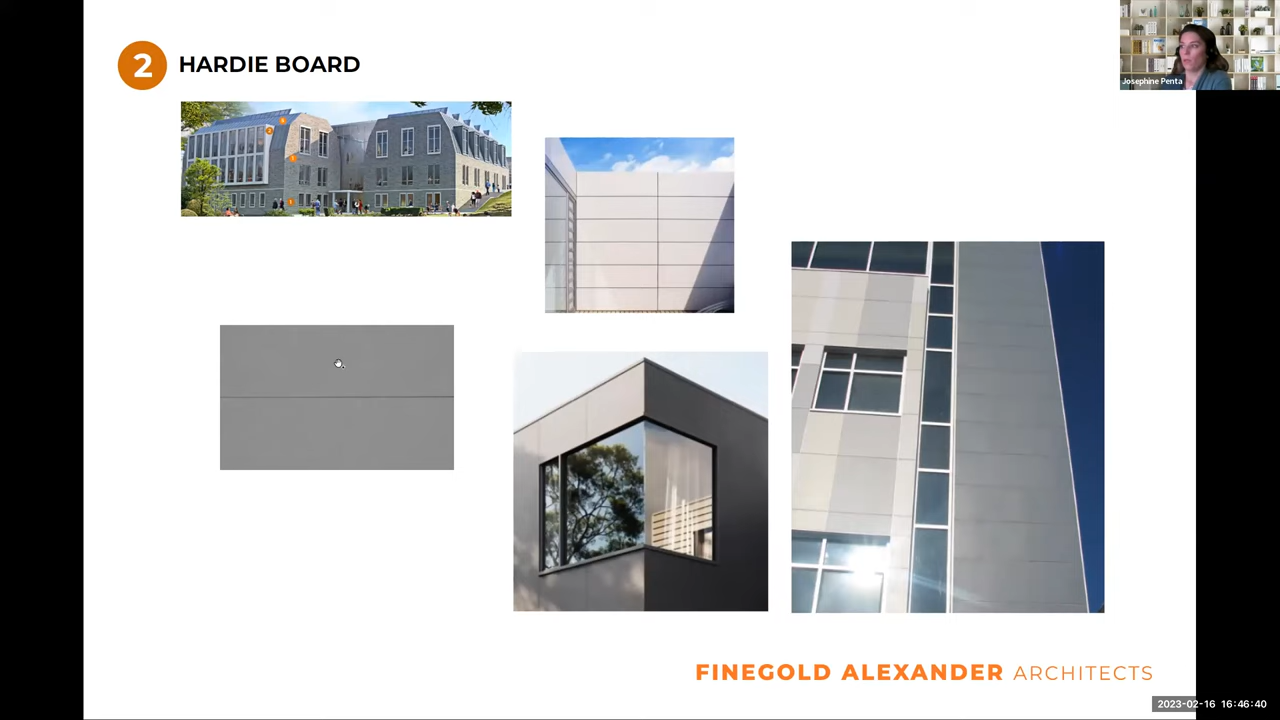 2 HARDIE BOARD
Josephine Penta
FINEGOLD ALEXANDER ARCHITECTS
2023-02-16 16:46:40